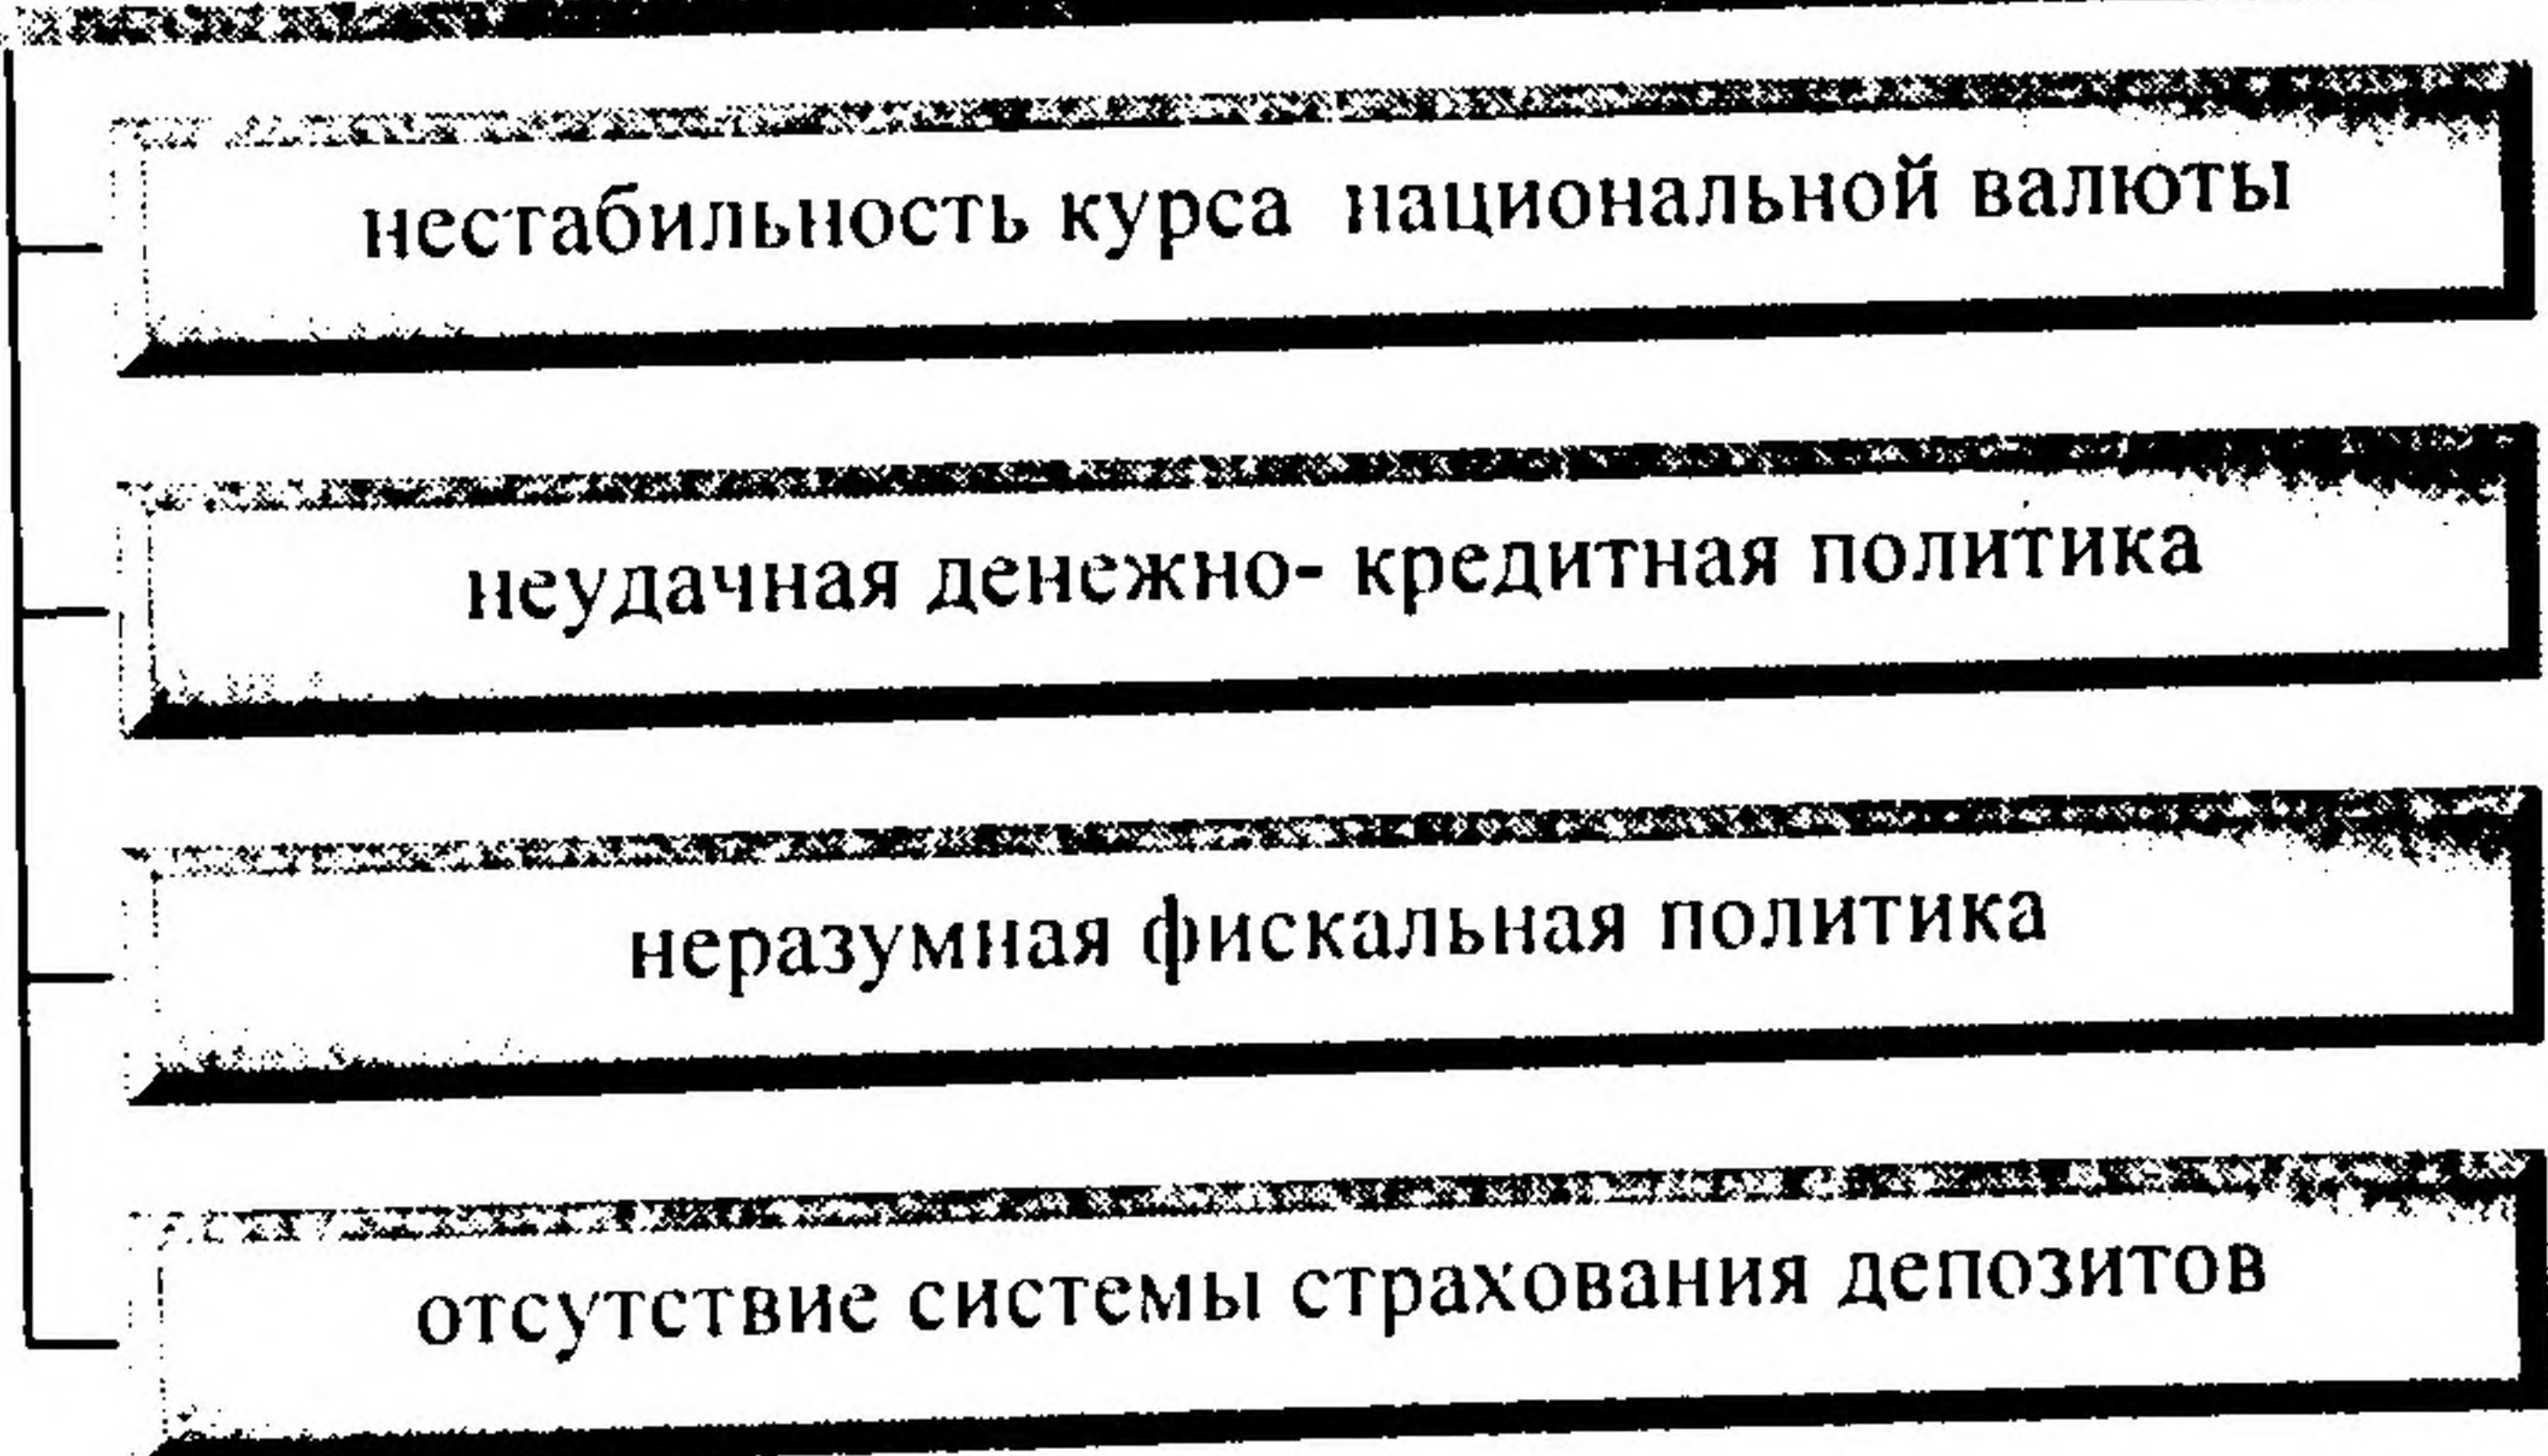 нестабильность курса национальной валюты
неудачная денежно- кредитная политика
неразумная фискальная политика
отсутствие системы страхования депозитов